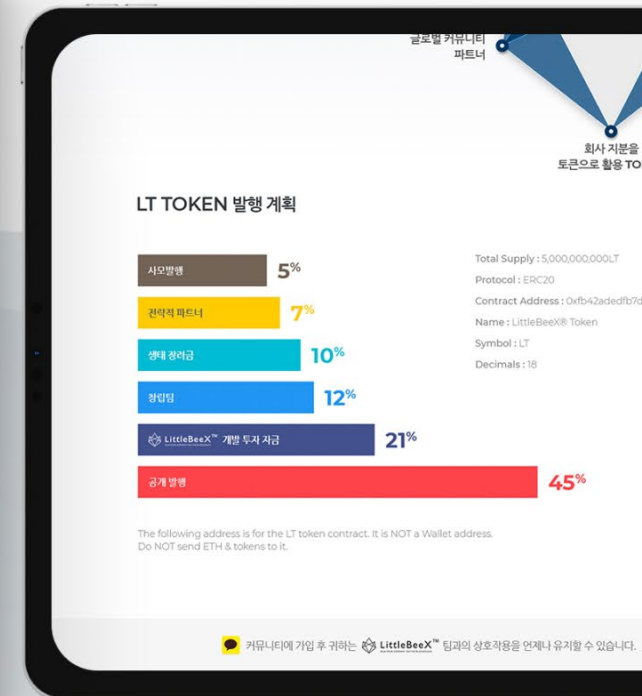 글로벌 커뮤니티
파트너
회사 지분을
토큰으로 활용 TO
LT TOKEN 발행 계획
사모발행 5%
전략적 파트너 7%
생태 장려금 10%
창립팀 12%
LittleBeeX™ 개발 투자 자금 21%
공개 발행 45%
Total Supply : 5,000,000,000LT
Protocol : ERC20
Contract Address : 0xfb42adedfb7d
Name : LittleBeeX® Token
Symbol : LT
Decimals : 18
The following address is for the LT token contract. It is NOT a Wallet address.
Do NOT send ETH & tokens to it.
커뮤니티에 가입 후 귀하는 LittleBeeX™ 팀과의 상호작용을 언제나 유지할 수 있습니다.